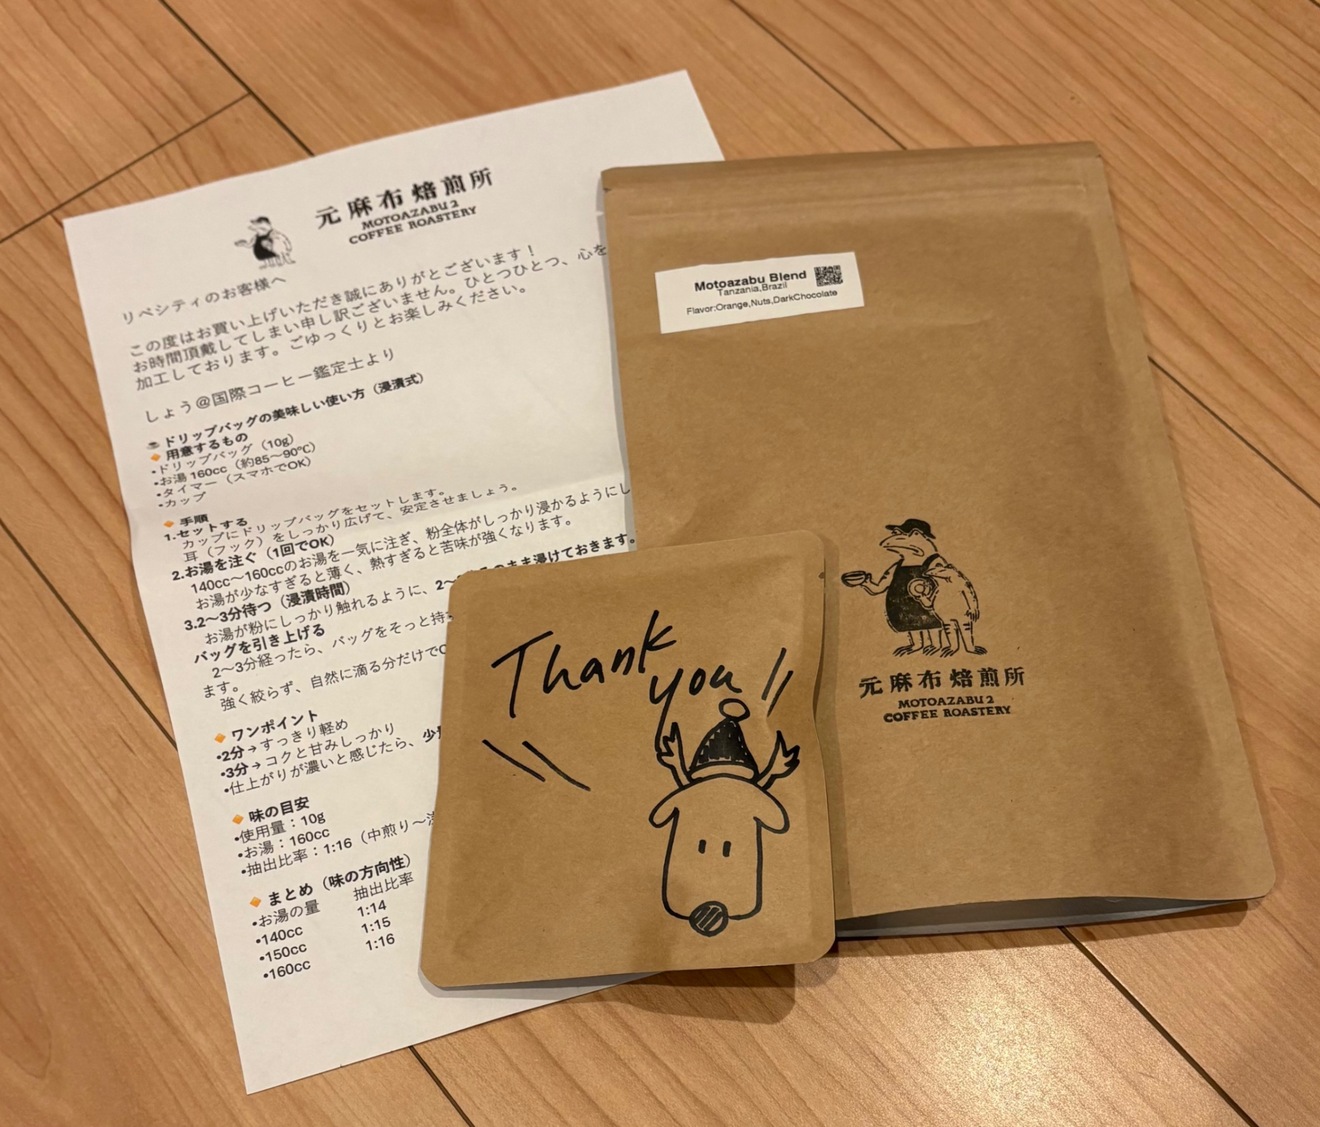 元麻布焙煎所
MOTOAZABU2
COFFEE ROASTERY
リベシティのお客様へ
この度はお買い上げいただき誠にありがとございます！
お時間頂戴してしまい申し訳ございません。ひとつひとつ、心を
加工しております。ごゆっくりとお楽しみください。
しょう@国際コーヒー鑑定士より
ドリップバッグの美味しい使い方（浸漬式）
用意するもの
•ドリップバッグ（10g）
•お湯 160cc（約85〜90℃）
•タイマー（スマホでOK）
•カップ
手順
1.セットする
カップにドリップバッグをセットします。
耳（フック）をしっかり広げて、安定させましょう。
2.お湯を注ぐ（1回でOK）
140cc〜160ccのお湯を一気に注ぎ、粉全体がしっかり浸かるようにし
お湯が少なすぎると薄く、熱すぎると苦味が強くなります。
3.2〜3分待つ（浸漬時間）
お湯が粉にしっかり触れるように、2〜のまま浸けておきます。
バッグを引き上げる
2〜3分経ったら、バッグをそっと持
ます。
強く絞らず、自然に滴る分だけでO
ワンポイント
•2分→すっきり軽め
•3分→コクと甘みしっかり
•仕上がりが濃いと感じたら、少
味の目安
•使用量：10g
•お湯：160cc
•抽出比率：1:16（中煎り〜
まとめ（味の方向性）
•お湯の量 抽出比率
•140cc 1:14
•150cc 1:15
•160cc 1:16
Motoazabu Blend
Tanzania,Brazil
Flavor:Orange,Nuts,DarkChocolate
元麻布焙煎所
MOTOAZABU2
COFFEE ROASTERY
Thank
you!!